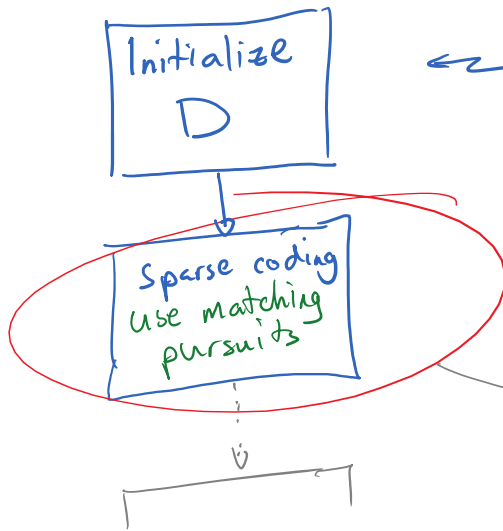 Initialize
D
Sparse coding
use matching
pursuits